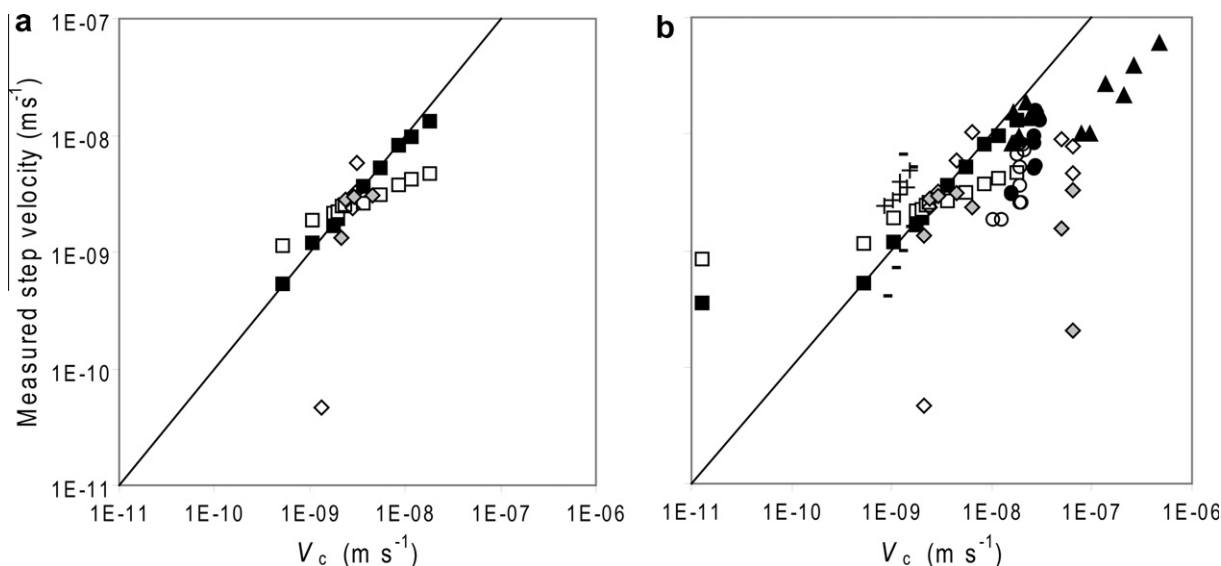 a
b
1E-07
1E-08
1E-09
1E-10
1E-11
Measured step velocity (ms⁻¹)
1E-11 1E-10 1E-09 1E-08 1E-07 1E-06
1E-11 1E-10 1E-09 1E-08 1E-07 1E-06
V c (m s⁻¹)
V c (m s⁻¹)